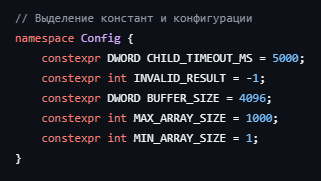 // Выделение констант и конфигурации
namespace Config {
    constexpr DWORD CHILD_TIMEOUT_MS = 5000;
    constexpr int INVALID_RESULT = -1;
    constexpr DWORD BUFFER_SIZE = 4096;
    constexpr int MAX_ARRAY_SIZE = 1000;
    constexpr int MIN_ARRAY_SIZE = 1;
}